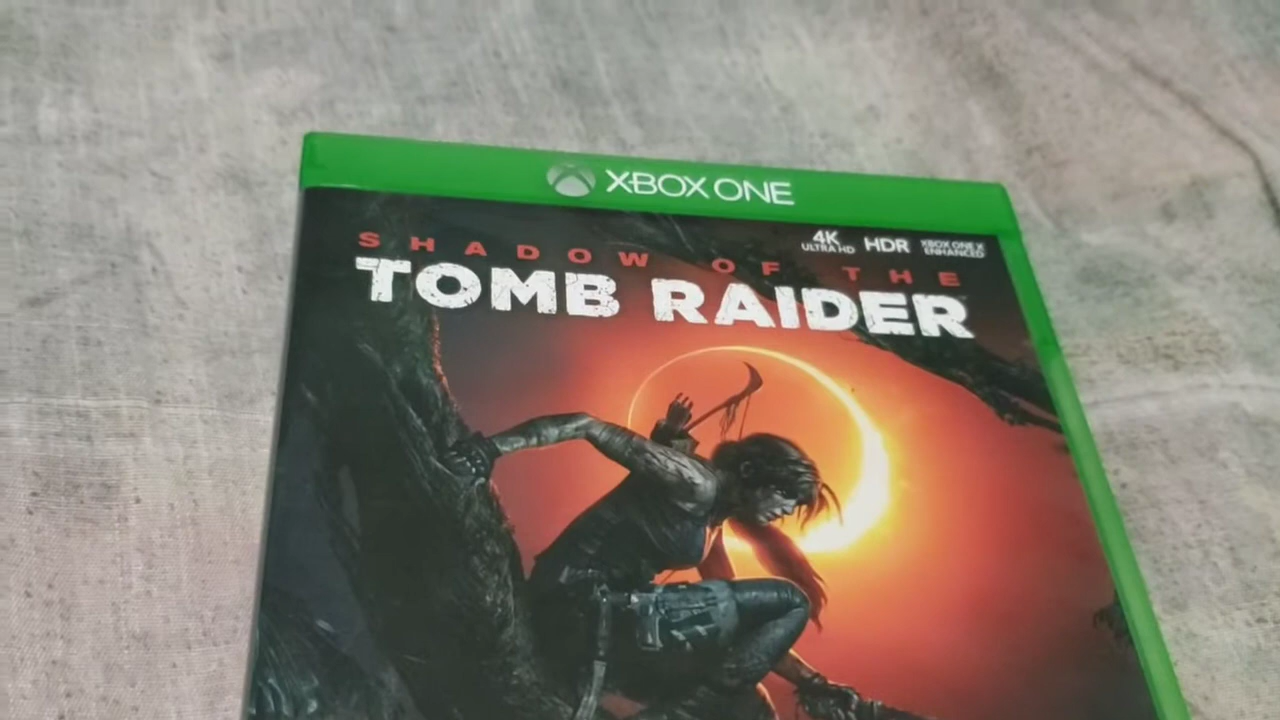 XBOX ONE
4K ULTRA HD HDR XBOX ONE X ENHANCED
SHADOW OF THE
TOMB RAIDER